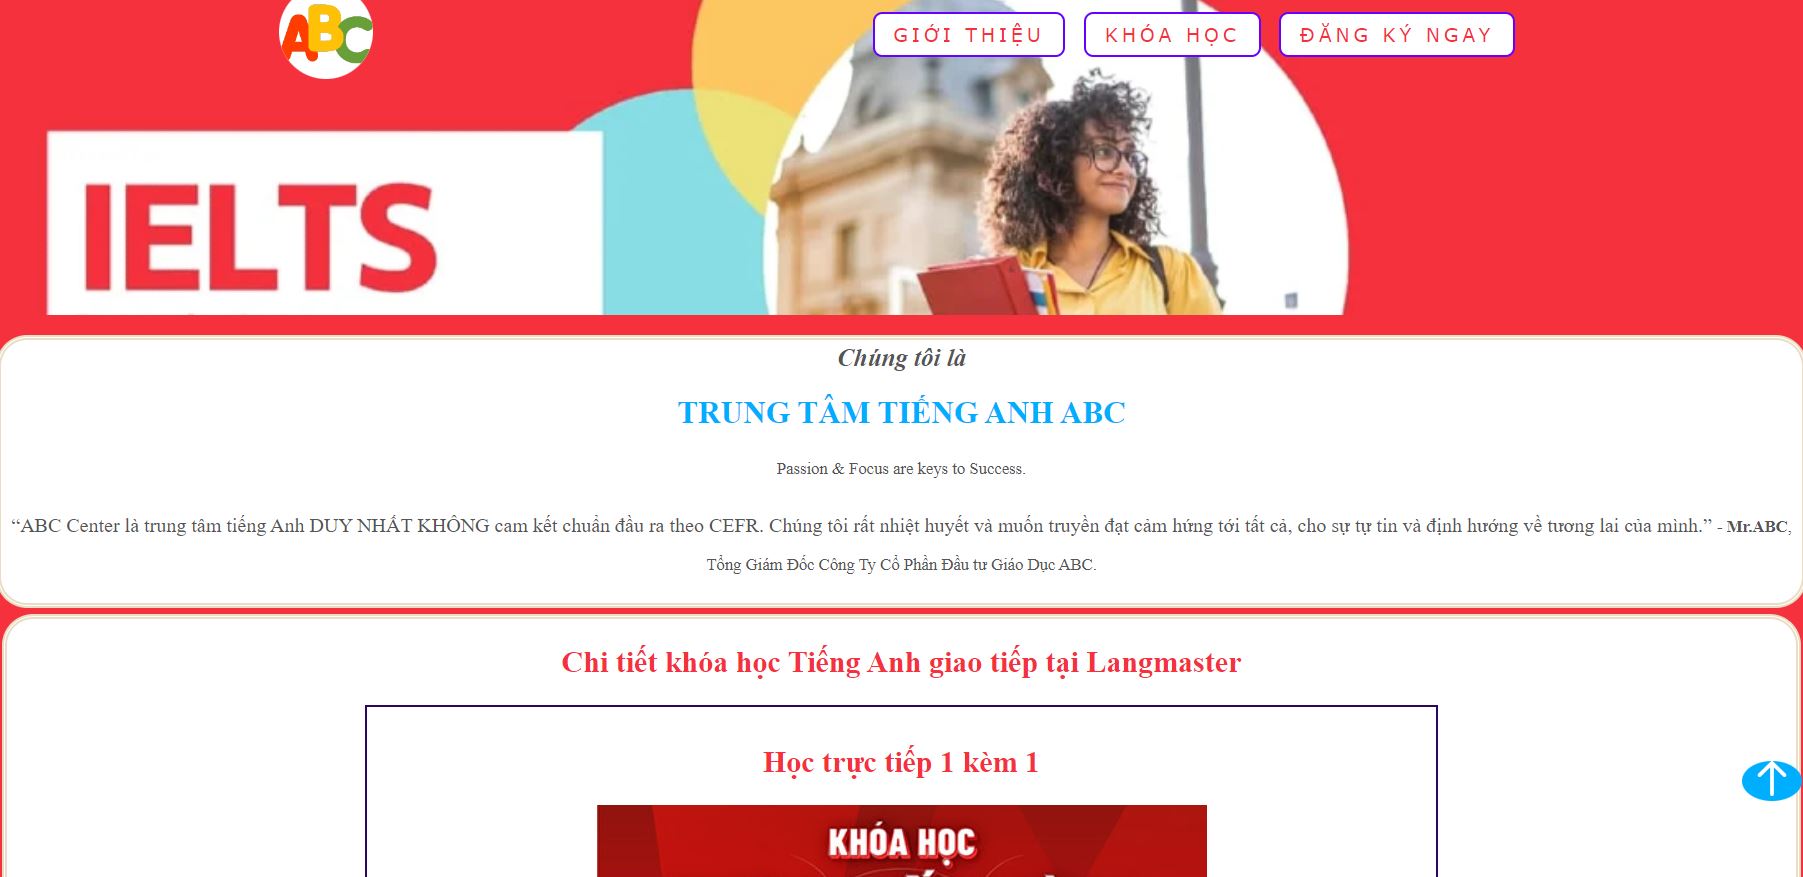 ABC
GIỚI THIỆU
KHÓA HỌC
ĐĂNG KÝ NGAY
IELTS
Chúng tôi là
TRUNG TÂM TIẾNG ANH ABC
Passion & Focus are keys to Success.
“ABC Center là trung tâm tiếng Anh DUY NHẤT KHÔNG cam kết chuẩn đầu ra theo CEFR. Chúng tôi rất nhiệt huyết và muốn truyền đạt cảm hứng tới tất cả, cho sự tự tin và định hướng về tương lai của mình.” - Mr.ABC,
Tổng Giám Đốc Công Ty Cổ Phần Đầu tư Giáo Dục ABC.
Chi tiết khóa học Tiếng Anh giao tiếp tại Langmaster
Học trực tiếp 1 kèm 1
KHÓA HỌC